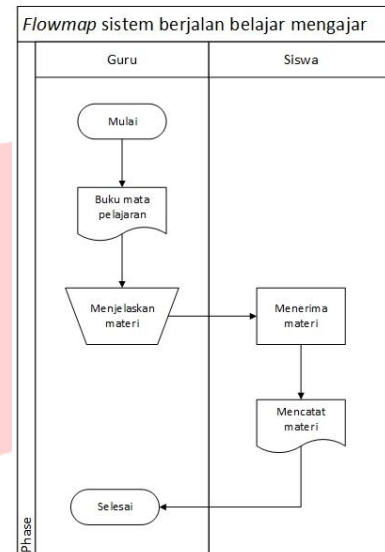 Flowmap sistem berjalan belajar mengajar
Guru
Siswa
Mulai
Buku mata
pelajaran
Menjelaskan
materi
Menerima
materi
Mencatat
materi
Selesai
Phase